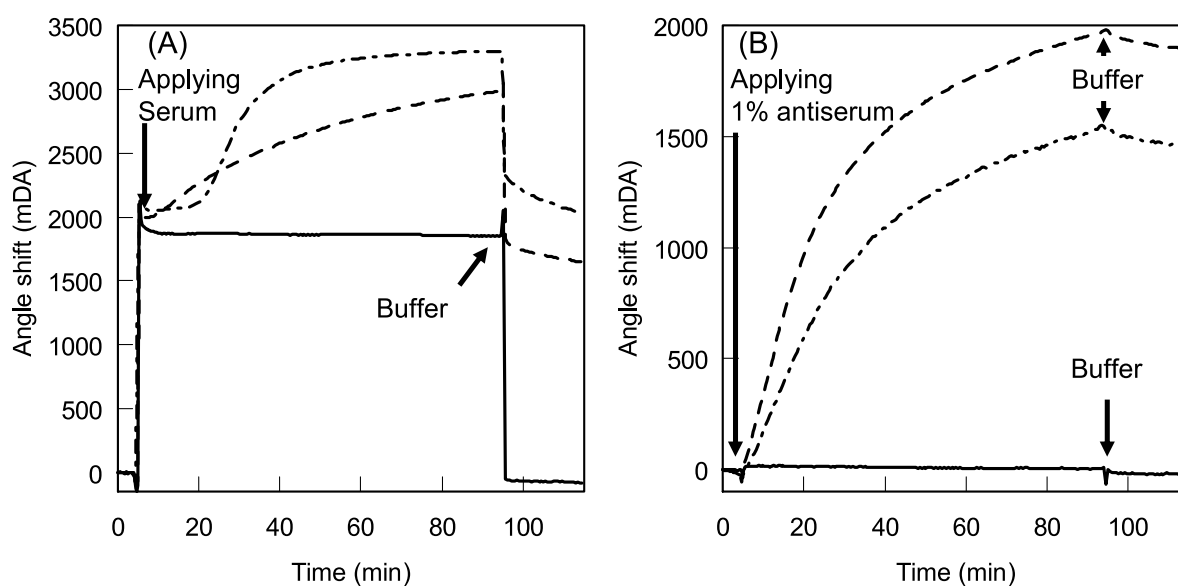 (A)
Applying
Serum
Buffer
3500
3000
2500
2000
1500
1000
500
0
Angle shift (mDA)
0 20 40 60 80 100
Time (min)
(B)
Applying
1% antiserum
Buffer
Buffer
2000
1500
1000
500
0
Angle shift (mDA)
0 20 40 60 80 100
Time (min)